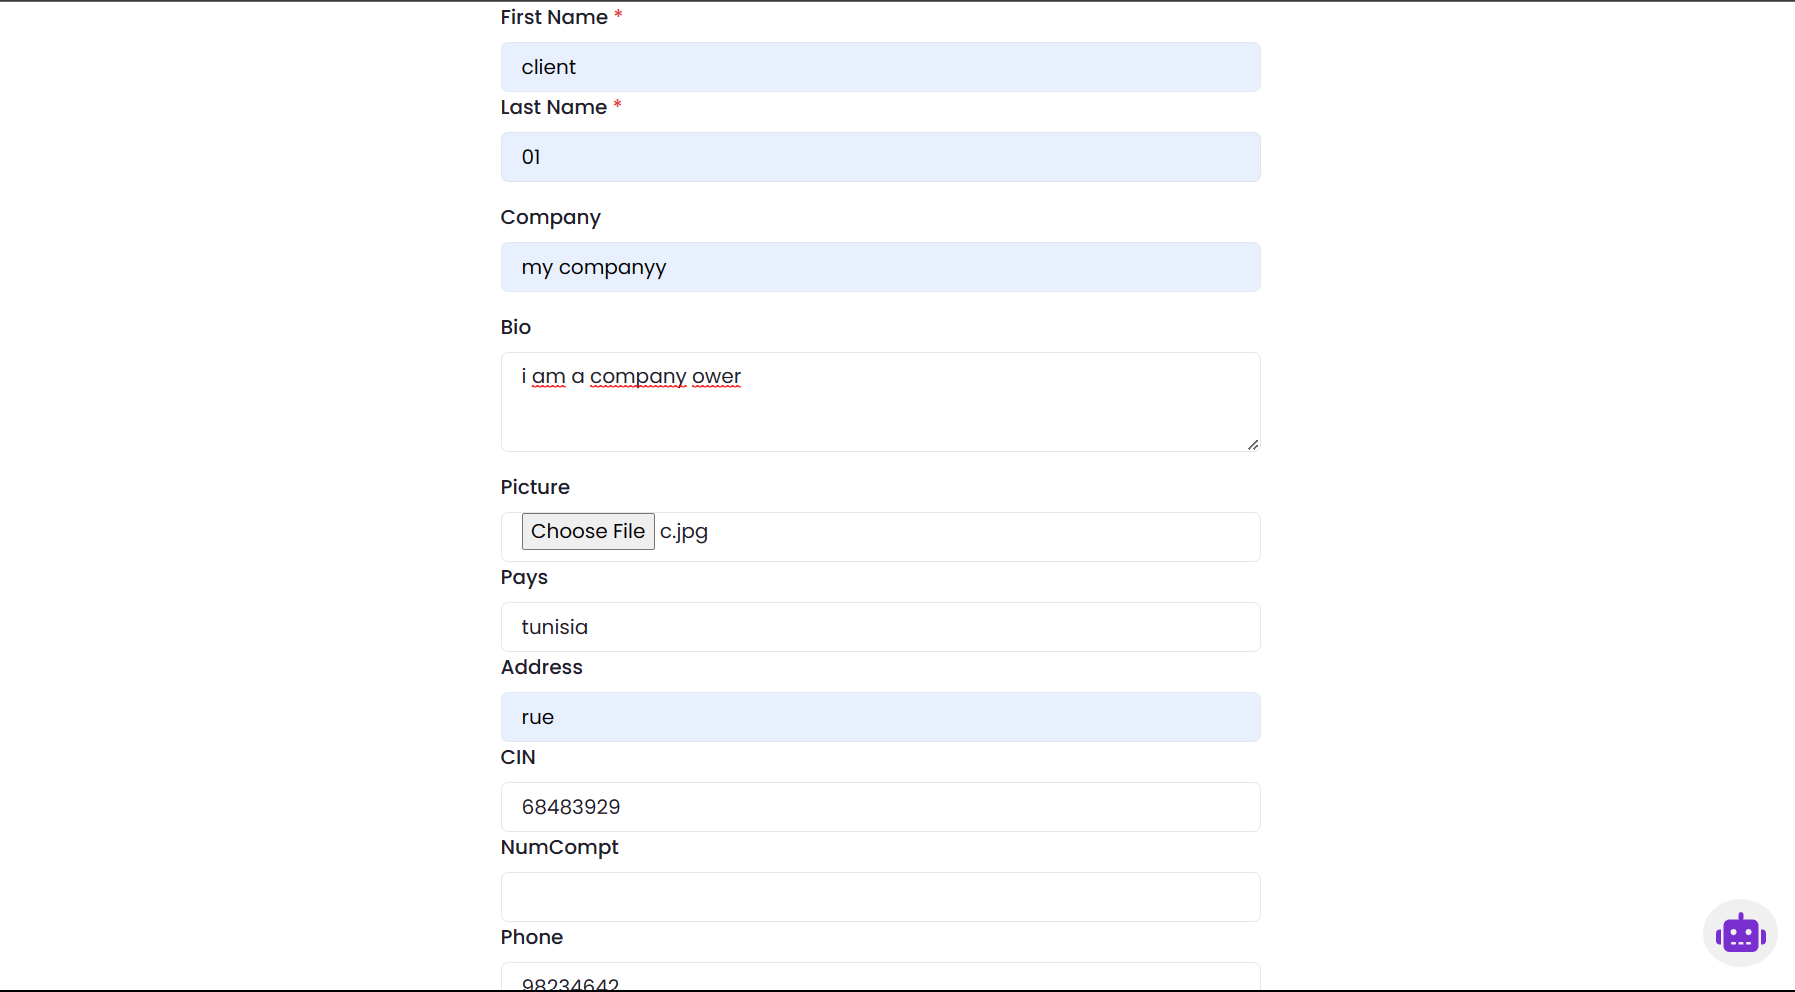 First Name *
client
Last Name *
01
Company
my companyy
Bio
i am a company ower
Picture
Choose File c.jpg
Pays
tunisia
Address
rue
CIN
68483929
NumCompt
Phone
98234642